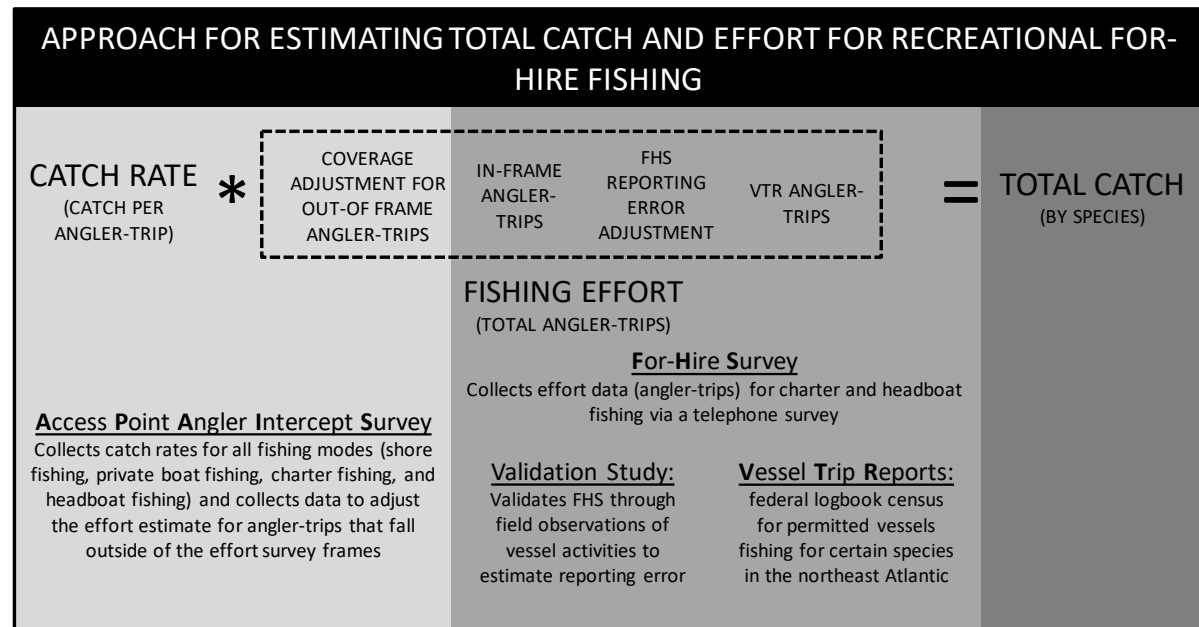 APPROACH FOR ESTIMATING TOTAL CATCH AND EFFORT FOR RECREATIONAL FOR-
HIRE FISHING
CATCH RATE
(CATCH PER
ANGLER-TRIP)
*
COVERAGE
ADJUSTMENT FOR
OUT-OF FRAME
ANGLER-TRIPS
IN-FRAME
ANGLER-
TRIPS
FHS
REPORTING
ERROR
ADJUSTMENT
VTR ANGLER-
TRIPS
=
TOTAL CATCH
(BY SPECIES)
FISHING EFFORT
(TOTAL ANGLER-TRIPS)
For-Hire Survey
Collects effort data (angler-trips) for charter and headboat
fishing via a telephone survey
Access Point Angler Intercept Survey
Collects catch rates for all fishing modes (shore
fishing, private boat fishing, charter fishing, and
headboat fishing) and collects data to adjust
the effort estimate for angler-trips that fall
outside of the effort survey frames
Validation Study:
Validates FHS through
field observations of
vessel activities to
estimate reporting error
Vessel Trip Reports:
federal logbook census
for permitted vessels
fishing for certain species
in the northeast Atlantic